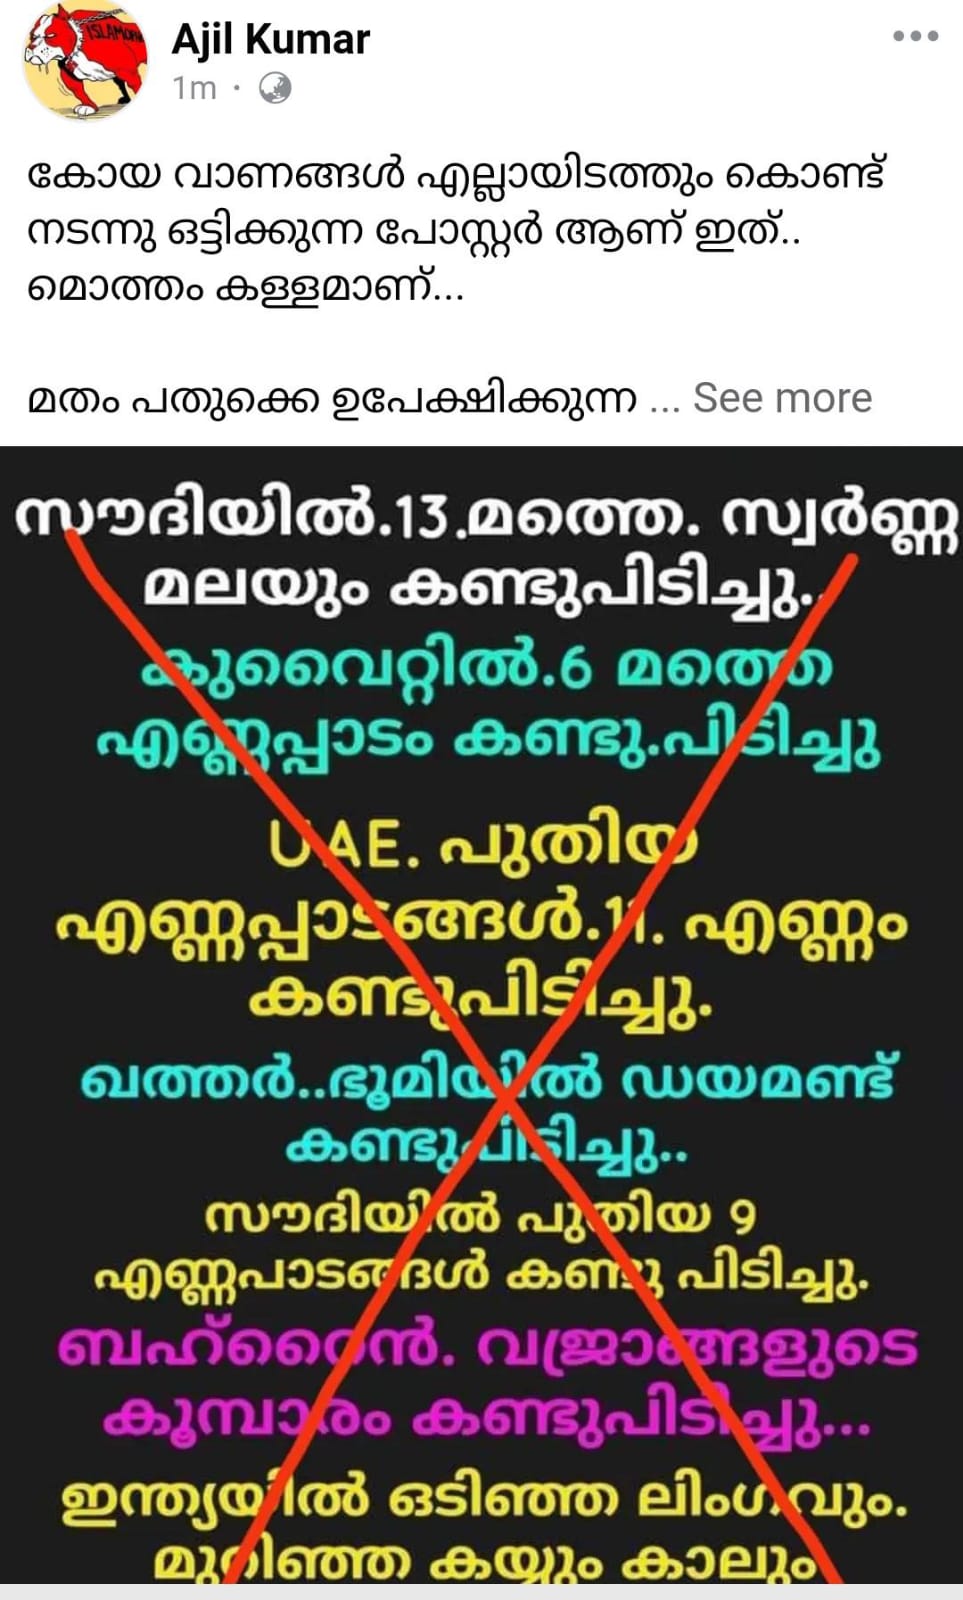 ISLAMOPH
Ajil Kumar
1m ·
കോയ വാണങ്ങൾ എല്ലായിടത്തും കൊണ്ട്
നടന്നു ഒട്ടിക്കുന്ന പോസ്റ്റർ ആണ് ഇത്..
മൊത്തം കള്ളമാണ്...
മതം പതുക്കെ ഉപേക്ഷിക്കുന്ന ... See more
സൗദിയിൽ.13.മത്തെ. സ്വർണ്ണ
മലയും കണ്ടുപിടിച്ചു..
കുവൈറ്റിൽ.6 മത്തെ
എണ്ണപ്പാടം കണ്ടു.പിടിച്ചു
UAE. പുതിയ
എണ്ണപ്പാടങ്ങൾ.11. എണ്ണം
കണ്ടുപിടിച്ചു.
ഖത്തർ..ഭൂമിയിൽ ഡയമണ്ട്
കണ്ടുപിടിച്ചു..
സൗദിയിൽ പുതിയ 9
എണ്ണപാടങ്ങൾ കണ്ടു പിടിച്ചു.
ബഹ്റൈൻ. വജ്രാങ്ങളുടെ
കൂമ്പാരം കണ്ടുപിടിച്ചു...
ഇന്ത്യയിൽ ഒടിഞ്ഞ ലിംഗവും.
മുറിഞ്ഞ കയ്യും കാലും